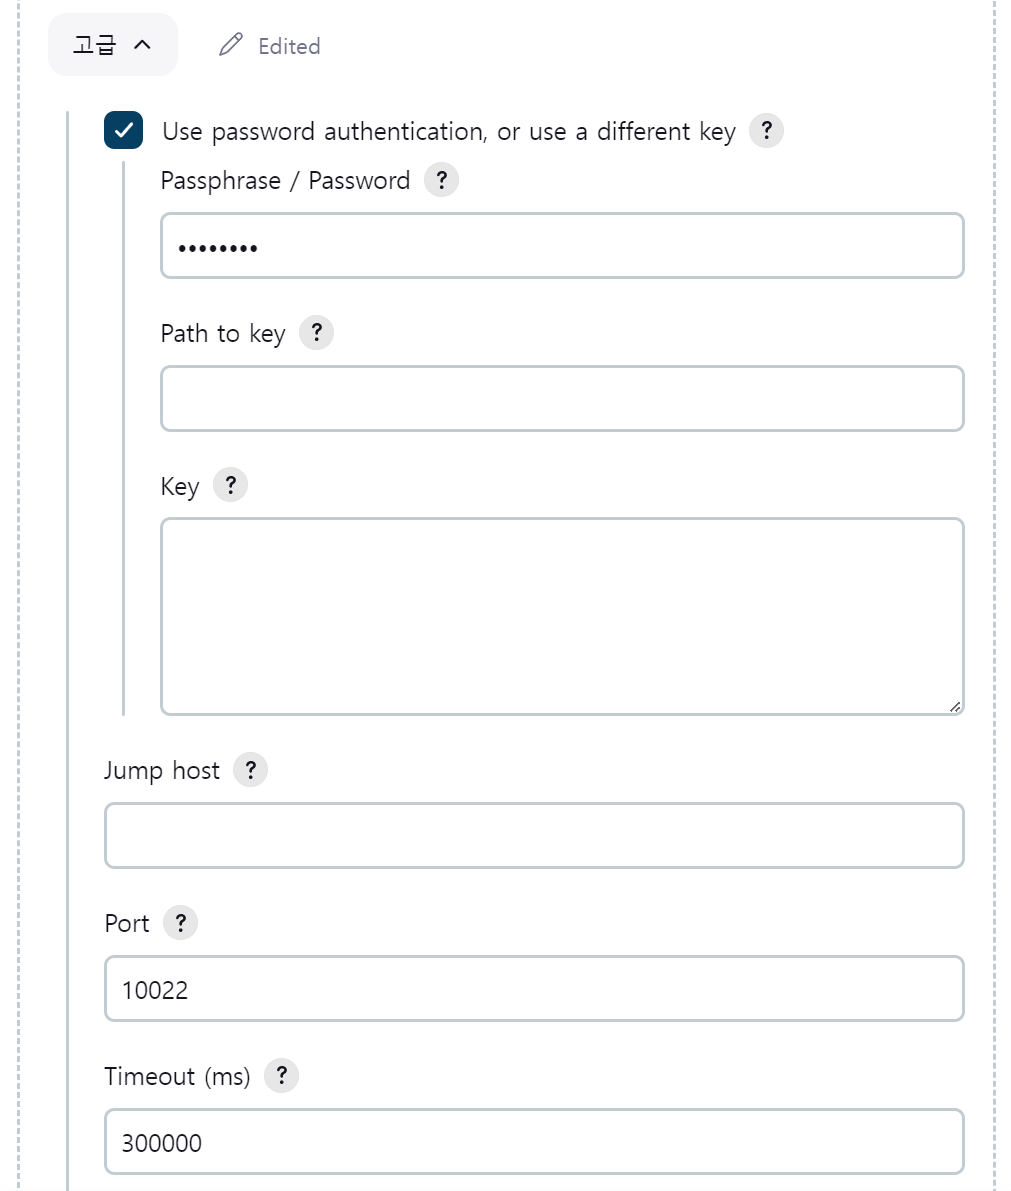 고급 Edited
Use password authentication, or use a different key ?
Passphrase / Password ?
••••••••
Path to key ?
Key ?
Jump host ?
Port ?
10022
Timeout (ms) ?
300000